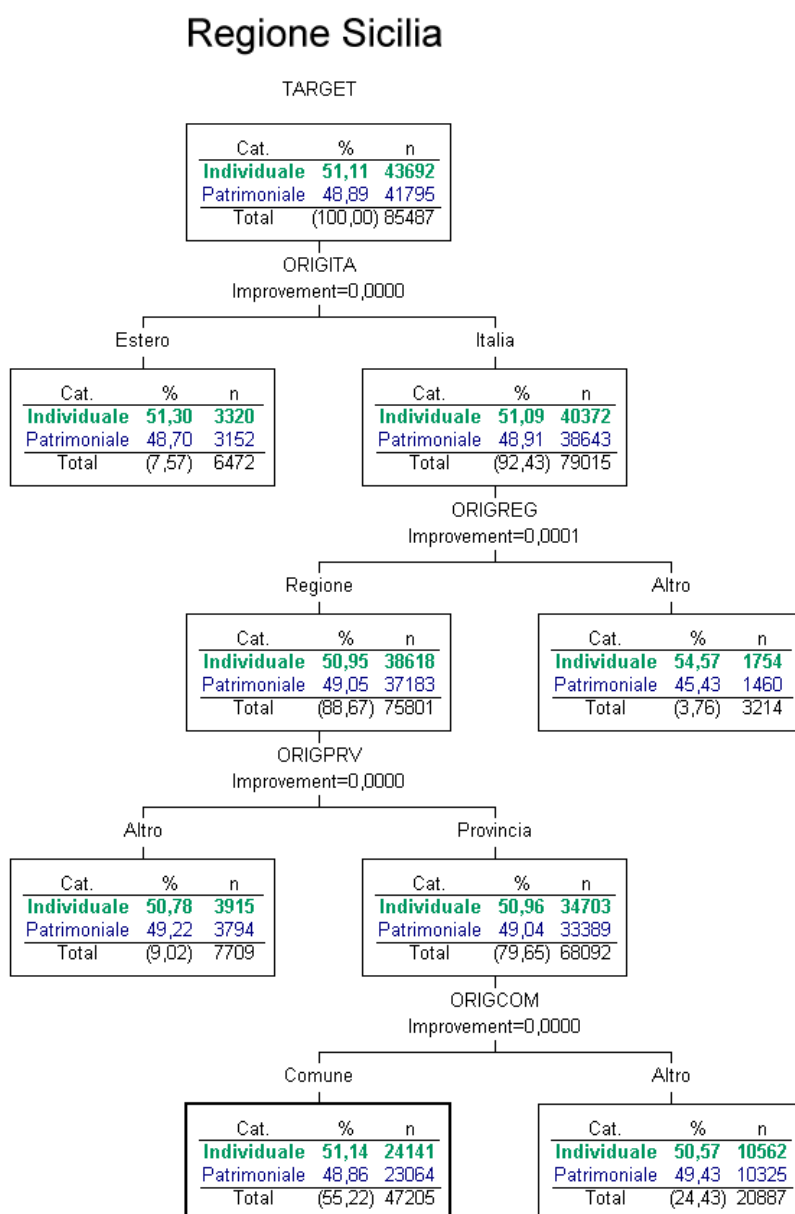 Regione Sicilia
TARGET
Cat. % n
Individuale 51,11 43692
Patrimoniale 48,89 41795
Total (100,00) 85487
ORIGITA
Improvement=0,0000
Estero
Italia
Cat. % n
Individuale 51,30 3320
Patrimoniale 48,70 3152
Total (7,57) 6472
Cat. % n
Individuale 51,09 40372
Patrimoniale 48,91 38643
Total (92,43) 79015
ORIGREG
Improvement=0,0001
Regione
Altro
Cat. % n
Individuale 50,95 38618
Patrimoniale 49,05 37183
Total (88,67) 75801
Cat. % n
Individuale 54,57 1754
Patrimoniale 45,43 1460
Total (3,76) 3214
ORIGPRV
Improvement=0,0000
Altro
Provincia
Cat. % n
Individuale 50,78 3915
Patrimoniale 49,22 3794
Total (9,02) 7709
Cat. % n
Individuale 50,96 34703
Patrimoniale 49,04 33389
Total (79,65) 68092
ORIGCOM
Improvement=0,0000
Comune
Altro
Cat. % n
Individuale 51,14 24141
Patrimoniale 48,86 23064
Total (55,22) 47205
Cat. % n
Individuale 50,57 10562
Patrimoniale 49,43 10325
Total (24,43) 20887